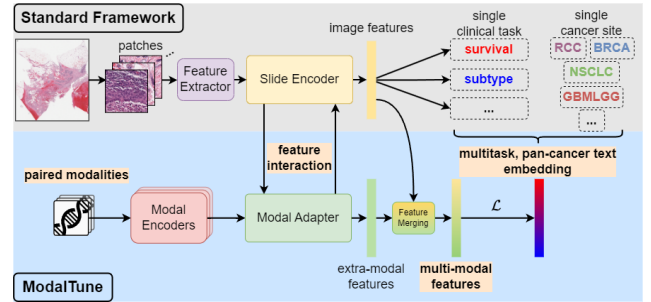 Standard Framework
image features
single
clinical task
single
cancer site
patches
...
Feature
Extractor
Slide Encoder
survival
subtype
...
RCC
BRCA
NSCLC
GBMLGG
...
feature
interaction
multitask, pan-cancer text
embedding
paired modalities
Modal
Encoders
Modal Adapter
Feature
Merging
ℒ
extra-modal
features
multi-modal
features
ModalTune